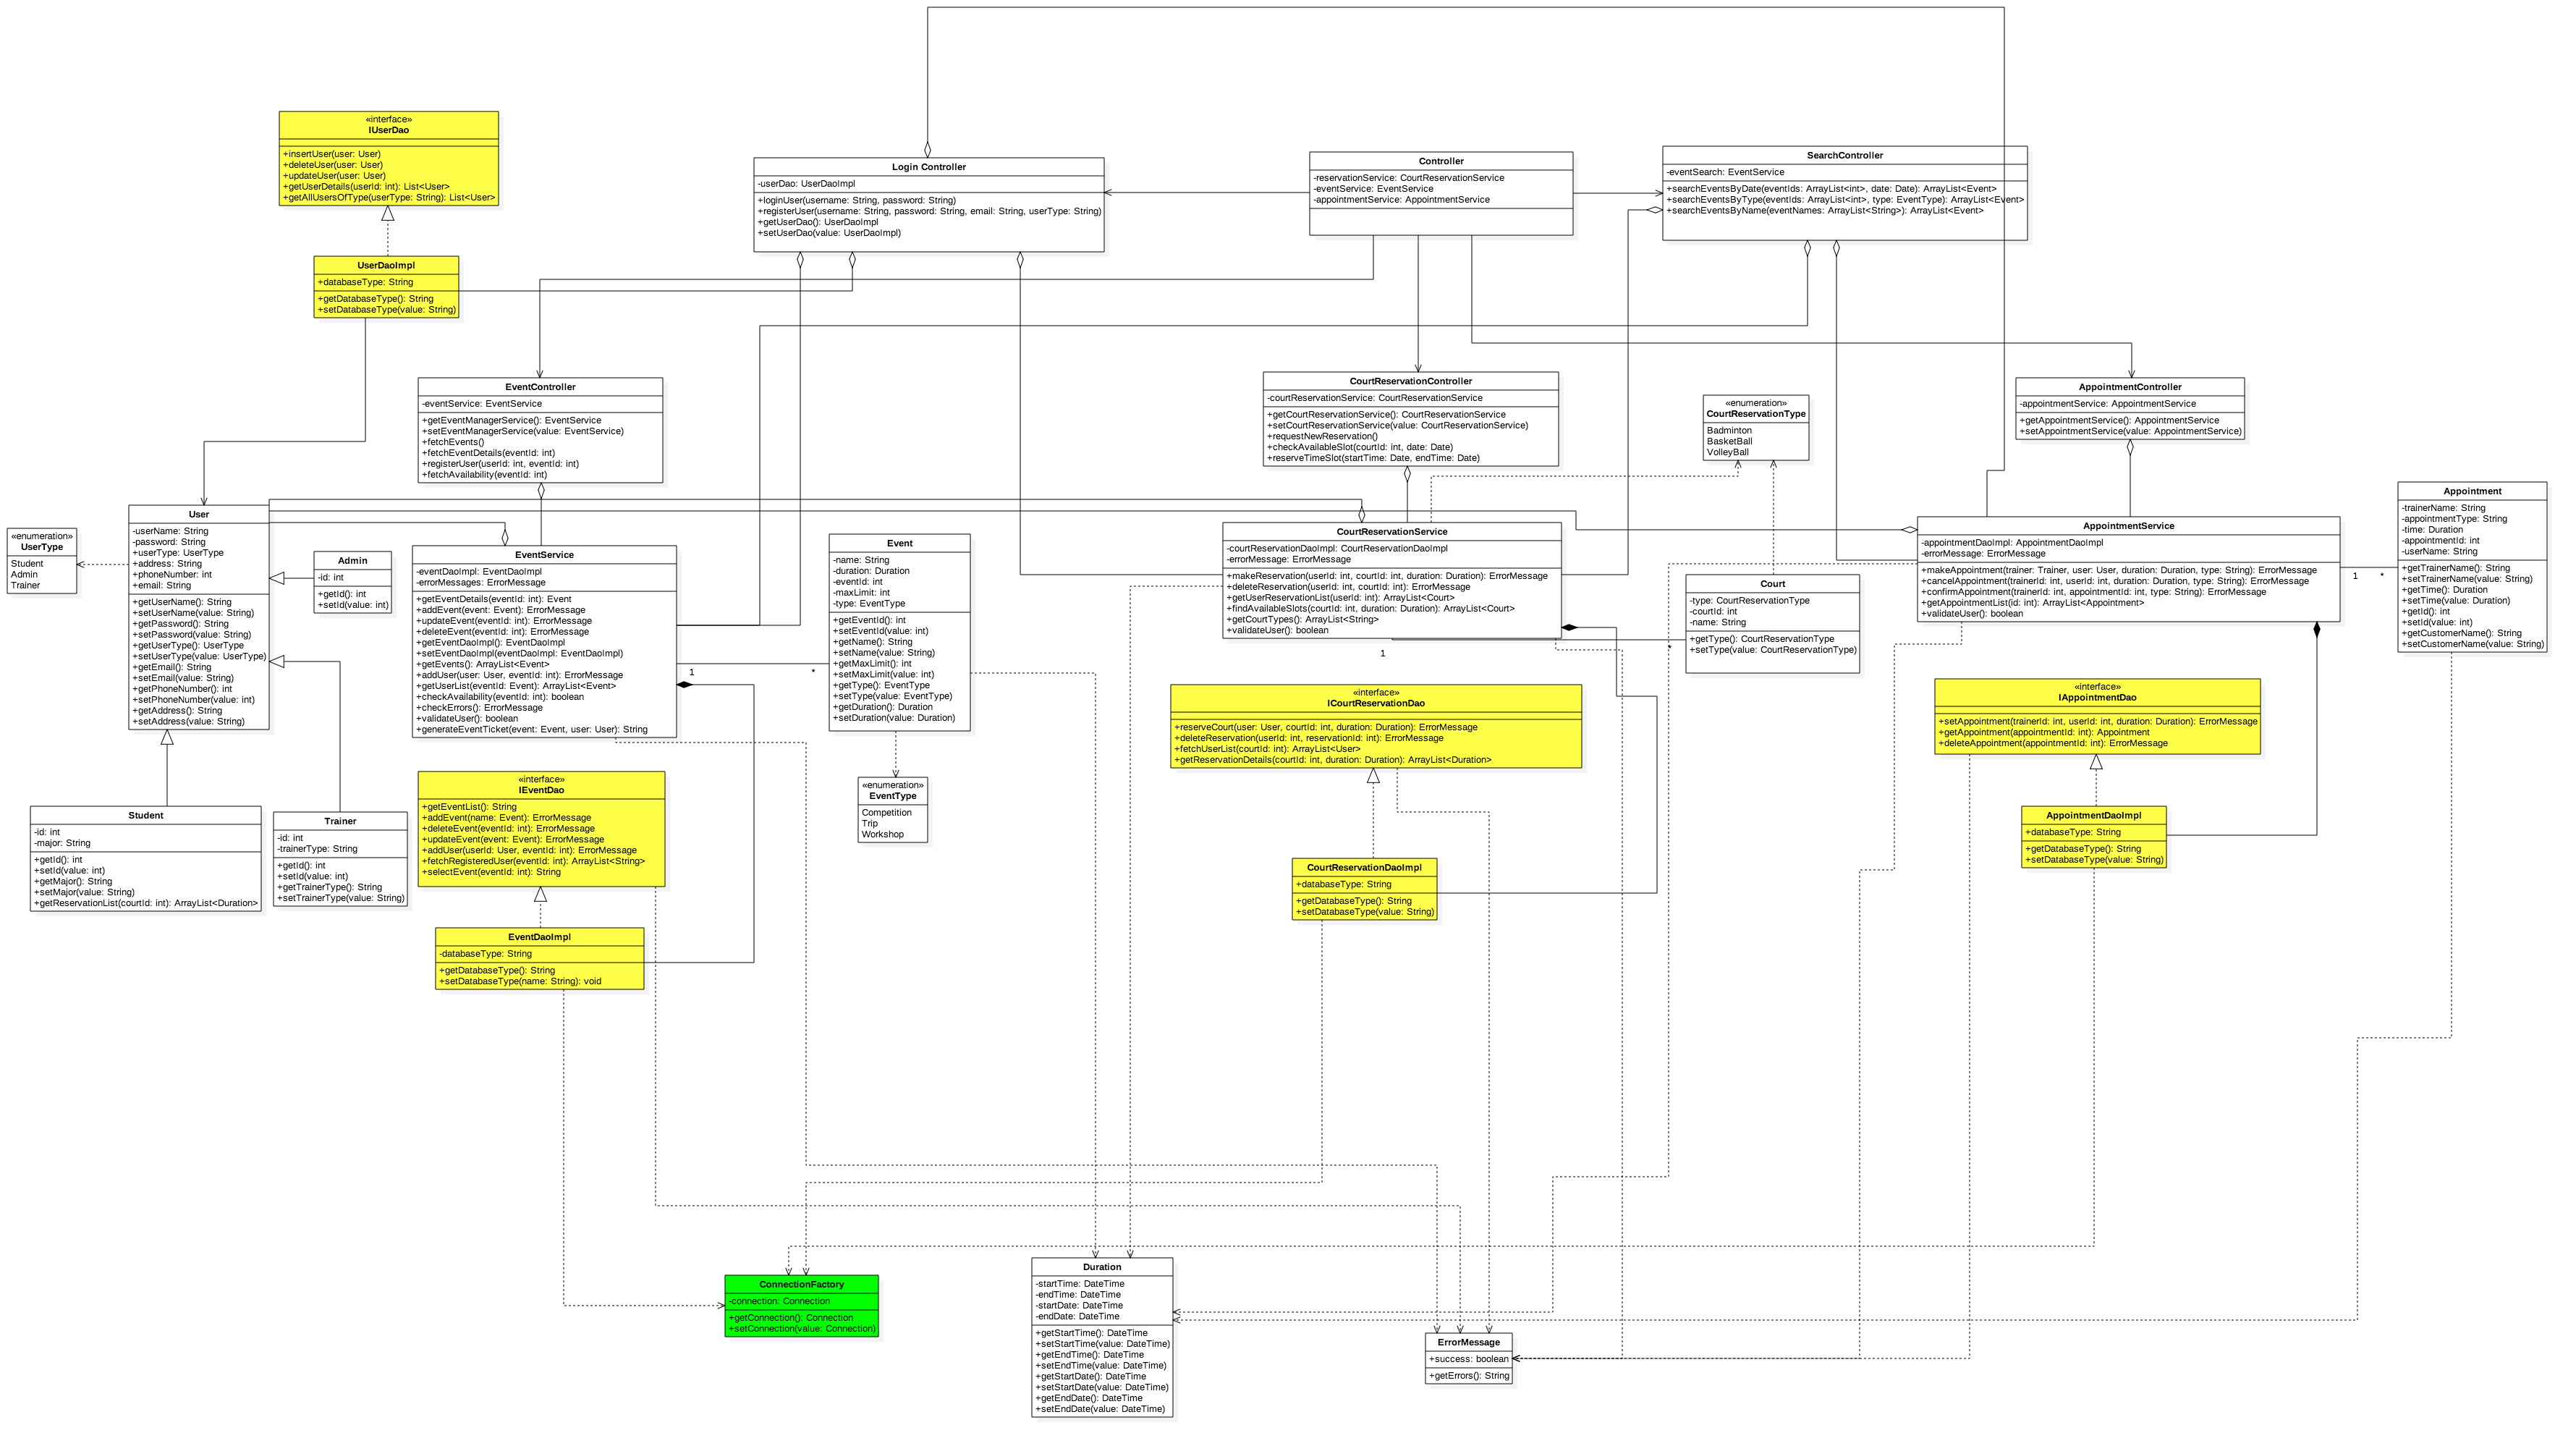 «interface»
IUserDao
+insertUser(user: User)
+deleteUser(user: User)
+updateUser(user: User)
+getUserDetails(userId: int): List<User>
+getAllUsersOfType(userType: String): List<User>
Login Controller
-userDao: UserDaoImpl
+loginUser(username: String, password: String)
+registerUser(username: String, password: String, email: String, userType: String)
+getUserDao(): UserDaoImpl
+setUserDao(value: UserDaoImpl)
Controller
-reservationService: CourtReservationService
-eventService: EventService
-appointmentService: AppointmentService
SearchController
-eventSearch: EventService
+searchEventsByDate(eventIds: ArrayList<int>, date: Date): ArrayList<Event>
+searchEventsByType(eventIds: ArrayList<int>, type: EventType): ArrayList<Event>
+searchEventsByName(eventNames: ArrayList<String>): ArrayList<Event>
UserDaoImpl
+databaseType: String
+getDatabaseType(): String
+setDatabaseType(value: String)
EventController
-eventService: EventService
+getEventManagerService(): EventService
+setEventManagerService(value: EventService)
+fetchEvents()
+fetchEventDetails(eventId: int)
+registerUser(userId: int, eventId: int)
+fetchAvailability(eventId: int)
CourtReservationController
-courtReservationService: CourtReservationService
+getCourtReservationService(): CourtReservationService
+setCourtReservationService(value: CourtReservationService)
+requestNewReservation()
+checkAvailableSlot(courtId: int, date: Date)
+reserveTimeSlot(startTime: Date, endTime: Date)
«enumeration»
CourtReservationType
Badminton
BasketBall
VolleyBall
AppointmentController
-appointmentService: AppointmentService
+getAppointmentService(): AppointmentService
+setAppointmentService(value: AppointmentService)
«enumeration»
UserType
Student
Admin
Trainer
User
-userName: String
-password: String
+userType: UserType
+address: String
+phoneNumber: int
+email: String
+getUserName(): String
+setUserName(value: String)
+getPassword(): String
+setPassword(value: String)
+getUserType(): UserType
+setUserType(value: UserType)
+getEmail(): String
+setEmail(value: String)
+getPhoneNumber(): int
+setPhoneNumber(value: int)
+getAddress(): String
+setAddress(value: String)
Admin
-id: int
+getId(): int
+setId(value: int)
EventService
-eventDaoImpl: EventDaoImpl
-errorMessages: ErrorMessage
+getEventDetails(eventId: int): Event
+addEvent(event: Event): ErrorMessage
+updateEvent(eventId: int): ErrorMessage
+deleteEvent(eventId: int): ErrorMessage
+getEventDaoImpl(): EventDaoImpl
+setEventDaoImpl(eventDaoImpl: EventDaoImpl)
+getEvents(): ArrayList<Event>
+addUser(user: User, eventId: int): ErrorMessage
+getUserList(eventId: Event): ArrayList<Event>
+checkAvailability(eventId: int): boolean
+checkErrors(): ErrorMessage
+validateUser(): boolean
+generateEventTicket(event: Event, user: User): String
1
*
Event
-name: String
-duration: Duration
-eventId: int
-maxLimit: int
-type: EventType
+getEventId(): int
+setEventId(value: int)
+getName(): String
+setName(value: String)
+getMaxLimit(): int
+setMaxLimit(value: int)
+getType(): EventType
+setType(value: EventType)
+getDuration(): Duration
+setDuration(value: Duration)
CourtReservationService
-courtReservationDaoImpl: CourtReservationDaoImpl
-errorMessage: ErrorMessage
+makeReservation(userId: int, courtId: int, duration: Duration): ErrorMessage
+deleteReservation(userId: int, courtId: int): ErrorMessage
+getUserReservationList(userId: int): ArrayList<Court>
+findAvailableSlots(courtId: int, duration: Duration): ArrayList<Court>
+getCourtTypes(): ArrayList<String>
+validateUser(): boolean
1
*
Court
-type: CourtReservationType
-courtId: int
-name: String
+getType(): CourtReservationType
+setType(value: CourtReservationType)
AppointmentService
-appointmentDaoImpl: AppointmentDaoImpl
-errorMessage: ErrorMessage
+makeAppointment(trainer: Trainer, user: User, duration: Duration, type: String): ErrorMessage
+cancelAppointment(trainerId: int, userId: int, duration: Duration, type: String): ErrorMessage
+confirmAppointment(trainerId: int, appointmentId: int, type: String): ErrorMessage
+getAppointmentList(id: int): ArrayList<Appointment>
+validateUser(): boolean
1
*
Appointment
-trainerName: String
-appointmentType: String
-time: Duration
-appointmentId: int
-userName: String
+getTrainerName(): String
+setTrainerName(value: String)
+getTime(): Duration
+setTime(value: Duration)
+getId(): int
+setId(value: int)
+getCustomerName(): String
+setCustomerName(value: String)
«interface»
ICourtReservationDao
+reserveCourt(user: User, courtId: int, duration: Duration): ErrorMessage
+deleteReservation(userId: int, reservationId: int): ErrorMessage
+fetchUserList(courtId: int): ArrayList<User>
+getReservationDetails(courtId: int, duration: Duration): ArrayList<Duration>
«interface»
IAppointmentDao
+setAppointment(trainerId: int, userId: int, duration: Duration): ErrorMessage
+getAppointment(appointmentId: int): Appointment
+deleteAppointment(appointmentId: int): ErrorMessage
Student
-id: int
-major: String
+getId(): int
+setId(value: int)
+getMajor(): String
+setMajor(value: String)
+getReservationList(courtId: int): ArrayList<Duration>
Trainer
-id: int
-trainerType: String
+getId(): int
+setId(value: int)
+getTrainerType(): String
+setTrainerType(value: String)
«interface»
IEventDao
+getEventList(): String
+addEvent(name: Event): ErrorMessage
+deleteEvent(eventId: int): ErrorMessage
+updateEvent(event: Event): ErrorMessage
+addUser(userId: User, eventId: int): ErrorMessage
+fetchRegisteredUser(eventId: int): ArrayList<String>
+selectEvent(eventId: int): String
«enumeration»
EventType
Competition
Trip
Workshop
CourtReservationDaoImpl
+databaseType: String
+getDatabaseType(): String
+setDatabaseType(value: String)
AppointmentDaoImpl
+databaseType: String
+getDatabaseType(): String
+setDatabaseType(value: String)
EventDaoImpl
-databaseType: String
+getDatabaseType(): String
+setDatabaseType(name: String): void
ConnectionFactory
-connection: Connection
+getConnection(): Connection
+setConnection(value: Connection)
Duration
-startTime: DateTime
-endTime: DateTime
-startDate: DateTime
-endDate: DateTime
+getStartTime(): DateTime
+setStartTime(value: DateTime)
+getEndTime(): DateTime
+setEndTime(value: DateTime)
+getStartDate(): DateTime
+setStartDate(value: DateTime)
+getEndDate(): DateTime
+setEndDate(value: DateTime)
ErrorMessage
+success: boolean
+getErrors(): String